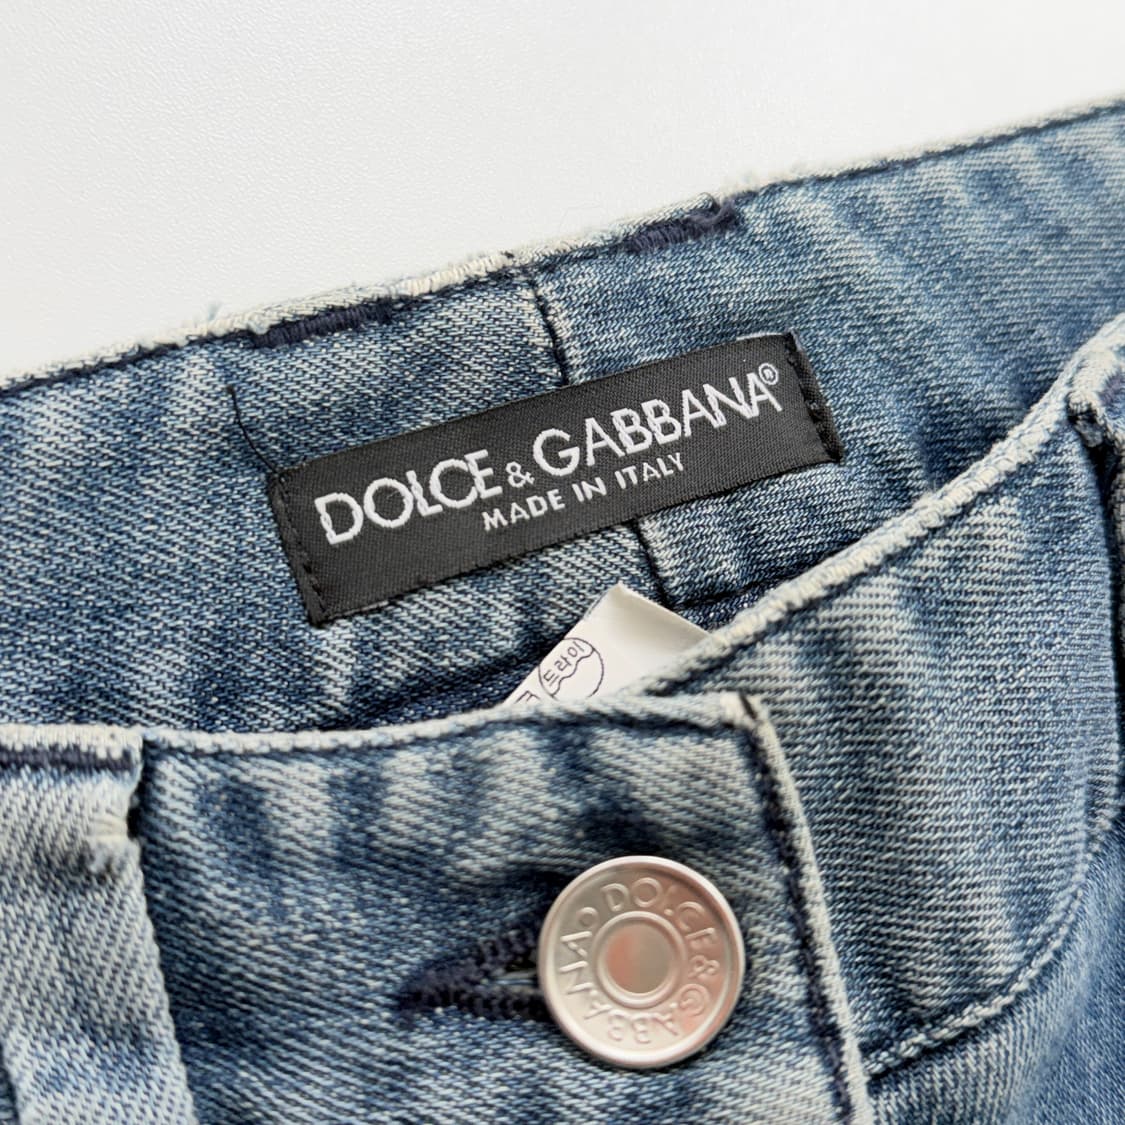 DOLCE & GABBANA®
MADE IN ITALY
드라이
DOLCE & GABBANA